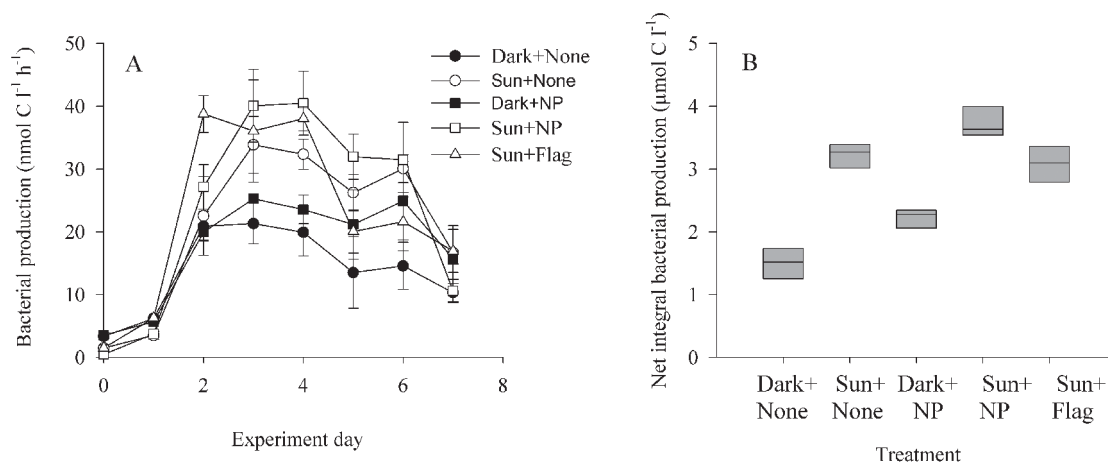 A
Bacterial production (nmol C l⁻¹ h⁻¹)
50
40
30
20
10
0
0
2
4
6
8
Experiment day
Dark+None
Sun+None
Dark+NP
Sun+NP
Sun+Flag
B
Net integral bacterial production (μmol C l⁻¹)
5
4
3
2
1
0
Dark+ Sun+ Dark+ Sun+ Sun+
None None NP NP Flag
Treatment